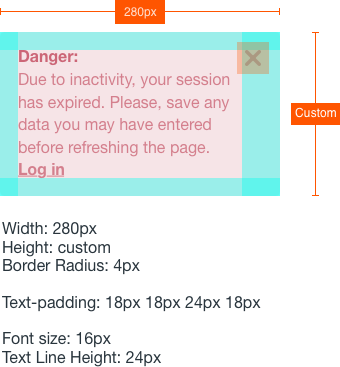 280px
Danger:
Due to inactivity, your session
has expired. Please, save any
data you may have entered
before refreshing the page.
Log in
Custom
Width: 280px
Height: custom
Border Radius: 4px
Text-padding: 18px 18px 24px 18px
Font size: 16px
Text Line Height: 24px